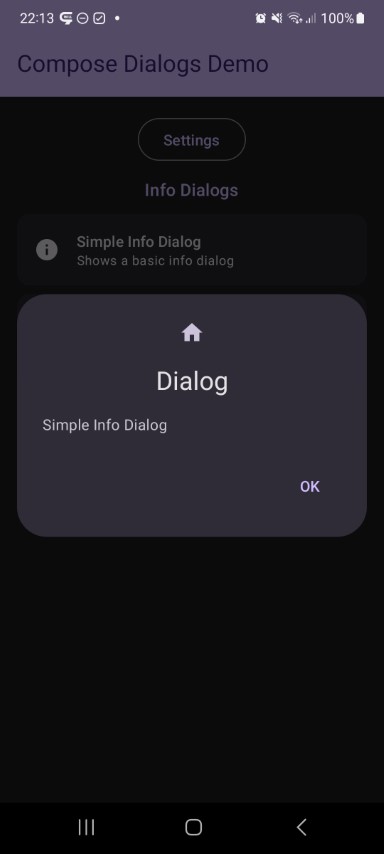 22:13
100%
Compose Dialogs Demo
Settings
Info Dialogs
Simple Info Dialog
Shows a basic info dialog
Dialog
Simple Info Dialog
OK